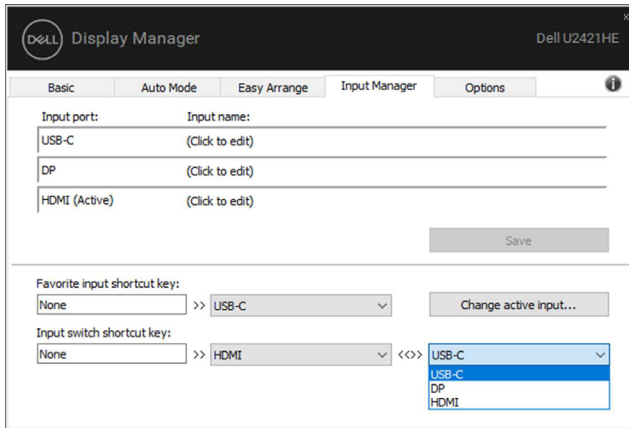 DELL Display Manager Dell U2421HE
x
Basic Auto Mode Easy Arrange Input Manager Options i
Input port: Input name:
USB-C (Click to edit)
DP (Click to edit)
HDMI (Active) (Click to edit)
Save
Favorite input shortcut key:
None >> USB-C Change active input...
Input switch shortcut key:
None >> HDMI <<>> USB-C
USB-C
DP
HDMI